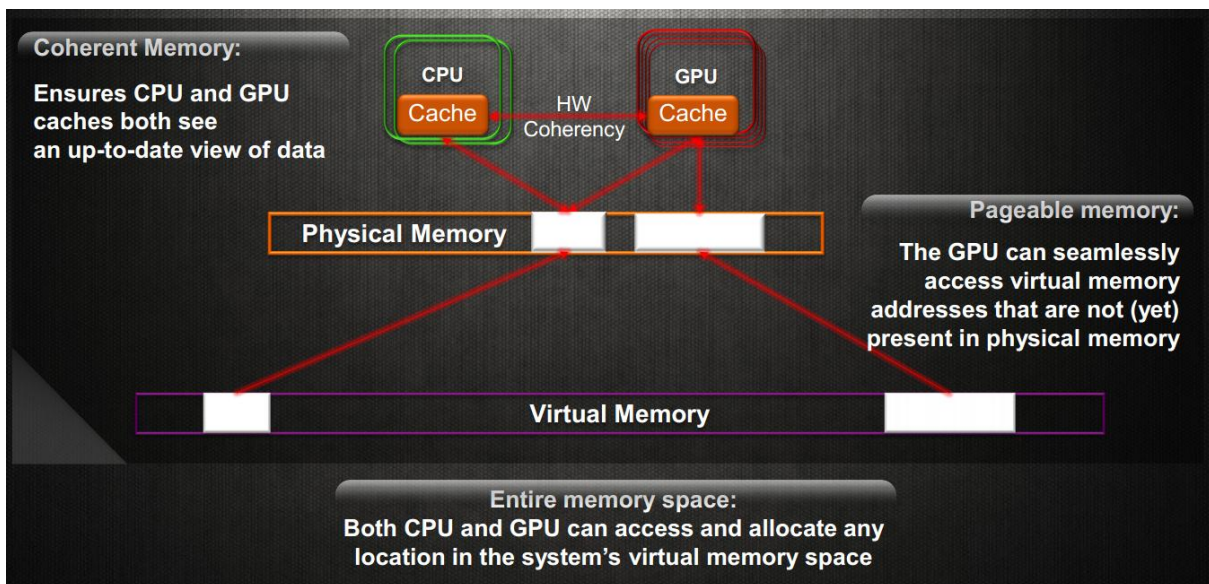 Coherent Memory:
Ensures CPU and GPU
caches both see
an up-to-date view of data
CPU
Cache
HW
Coherency
GPU
Cache
Physical Memory
Pageable memory:
The GPU can seamlessly
access virtual memory
addresses that are not (yet)
present in physical memory
Virtual Memory
Entire memory space:
Both CPU and GPU can access and allocate any
location in the system's virtual memory space